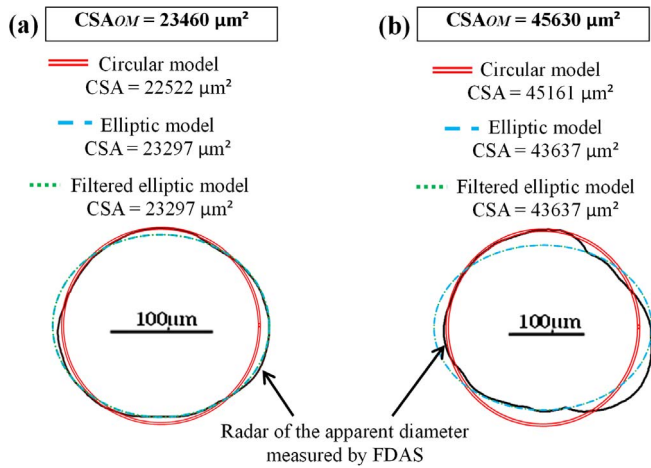 (a)
CSAOM = 23460 µm²
Circular model
CSA = 22522 µm²
Elliptic model
CSA = 23297 µm²
Filtered elliptic model
CSA = 23297 µm²
100µm
(b)
CSAOM = 45630 µm²
Circular model
CSA = 45161 µm²
Elliptic model
CSA = 43637 µm²
Filtered elliptic model
CSA = 43637 µm²
100µm
Radar of the apparent diameter
measured by FDAS